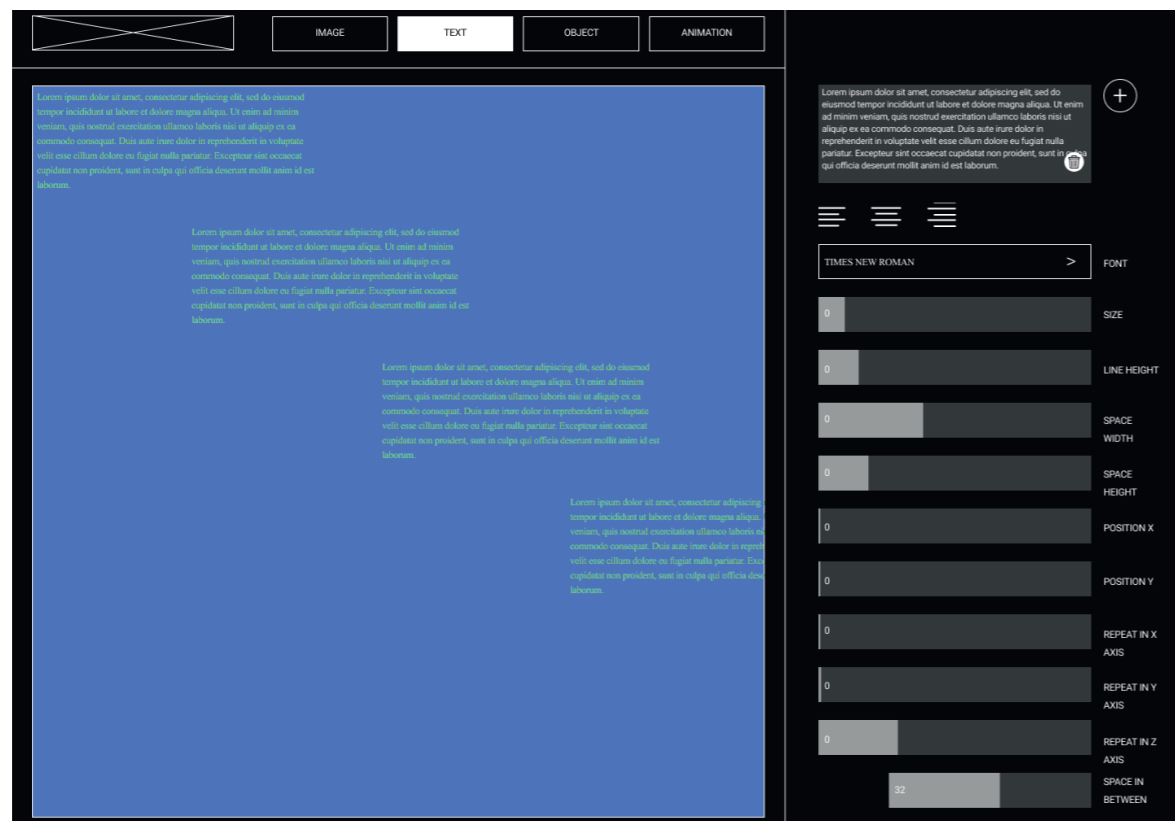 IMAGE
TEXT
OBJECT
ANIMATION
Lorem ipsum dolor sit amet, consectetur adipiscing elit, sed do eiusmod
tempor incididunt ut labore et dolore magna aliqua. Ut enim ad minim
veniam, quis nostrud exercitation ullamco laboris nisi ut aliquip ex ea
commodo consequat. Duis aute irure dolor in reprehenderit in voluptate
velit esse cillum dolore eu fugiat nulla pariatur. Excepteur sint occaecat
cupidatat non proident, sunt in culpa qui officia deserunt mollit anim id est
laborum.
Lorem ipsum dolor sit amet, consectetur adipiscing elit, sed do eiusmod
tempor incididunt ut labore et dolore magna aliqua. Ut enim ad minim
veniam, quis nostrud exercitation ullamco laboris nisi ut aliquip ex ea
commodo consequat. Duis aute irure dolor in reprehenderit in voluptate
velit esse cillum dolore eu fugiat nulla pariatur. Excepteur sint occaecat
cupidatat non proident, sunt in culpa qui officia deserunt mollit anim id est
laborum.
Lorem ipsum dolor sit amet, consectetur adipiscing elit, sed do eiusmod
tempor incididunt ut labore et dolore magna aliqua. Ut enim ad minim
veniam, quis nostrud exercitation ullamco laboris nisi ut aliquip ex ea
commodo consequat. Duis aute irure dolor in reprehenderit in voluptate
velit esse cillum dolore eu fugiat nulla pariatur. Excepteur sint occaecat
cupidatat non proident, sunt in culpa qui officia deserunt mollit anim id est
laborum.
Lorem ipsum dolor sit amet, consectetur adipiscing
tempor incididunt ut labore et dolore magna aliqua.
veniam, quis nostrud exercitation ullamco laboris
commodo consequat. Duis aute irure dolor in
velit esse cillum dolore eu fugiat nulla pariatur.
cupidatat non proident, sunt in culpa qui officia
laborum.
Lorem ipsum dolor sit amet, consectetur adipiscing elit, sed do
eiusmod tempor incididunt ut labore et dolore magna aliqua. Ut enim
ad minim veniam, quis nostrud exercitation ullamco laboris nisi ut
aliquip ex ea commodo consequat. Duis aute irure dolor in
reprehenderit in voluptate velit esse cillum dolore eu fugiat nulla
pariatur. Excepteur sint occaecat cupidatat non proident, sunt in culpa
qui officia deserunt mollit anim id est laborum.
TIMES NEW ROMAN > FONT
0 SIZE
0 LINE HEIGHT
0 SPACE
WIDTH
0 SPACE
HEIGHT
0 POSITION X
0 POSITION Y
0 REPEAT IN X
AXIS
0 REPEAT IN Y
AXIS
0 REPEAT IN Z
AXIS
32 SPACE IN
BETWEEN